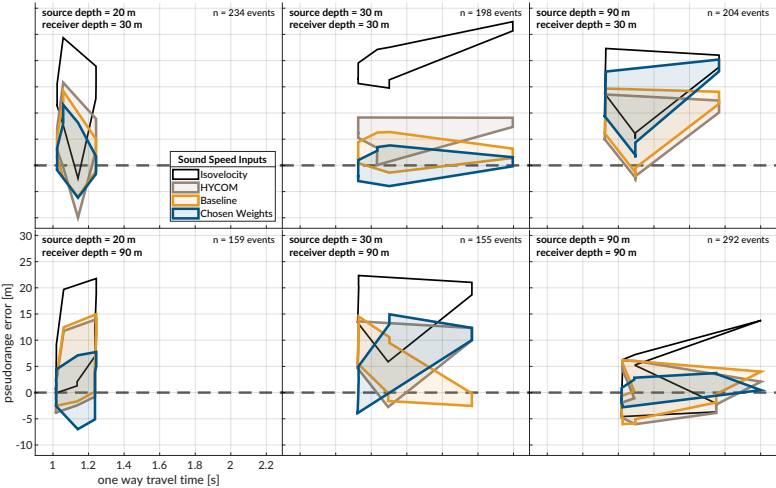 source depth = 20 m
receiver depth = 30 m
n = 234 events
source depth = 30 m
receiver depth = 30 m
n = 198 events
source depth = 90 m
receiver depth = 30 m
n = 204 events
Sound Speed Inputs
Isovelocity
HYCOM
Baseline
Chosen Weights
source depth = 20 m
receiver depth = 90 m
n = 159 events
source depth = 30 m
receiver depth = 90 m
n = 155 events
source depth = 90 m
receiver depth = 90 m
n = 292 events
pseudorange error [m]
30
25
20
15
10
5
0
-5
-10
1 1.2 1.4 1.6 1.8 2 2.2
one way travel time [s]